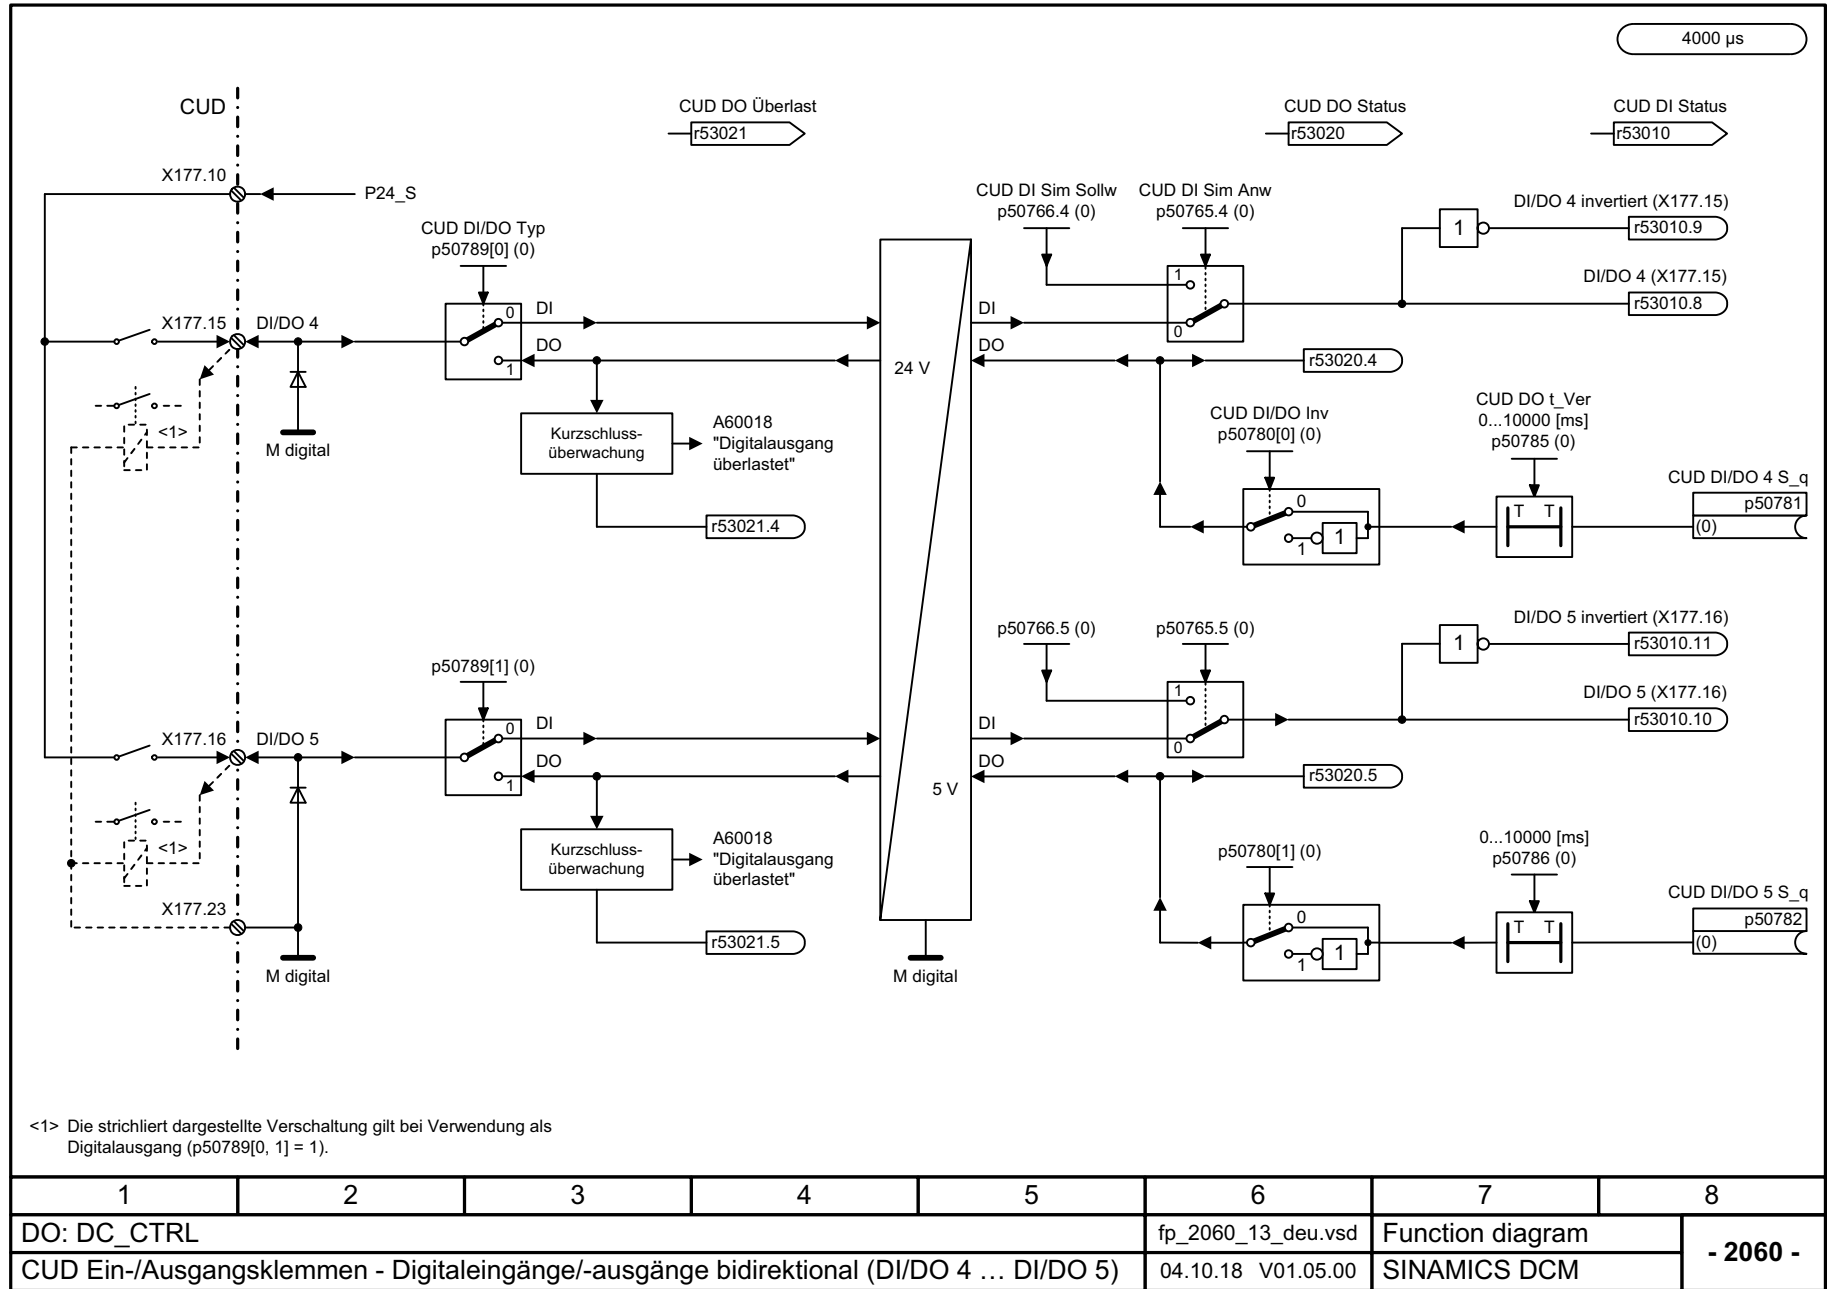 4000 µs
CUD
CUD DO Überlast
r53021
CUD DO Status
r53020
CUD DI Status
r53010
X177.10
P24_S
CUD DI/DO Typ
p50789[0] (0)
CUD DI Sim Sollw
p50766.4 (0)
CUD DI Sim Anw
p50765.4 (0)
DI/DO 4 invertiert (X177.15)
1
r53010.9
DI/DO 4 (X177.15)
r53010.8
X177.15
DI/DO 4
0
1
DI
DO
24 V
DI
DO
1
0
r53020.4
<1>
M digital
Kurzschluss-
überwachung
A60018
"Digitalausgang
überlastet"
r53021.4
CUD DI/DO Inv
p50780[0] (0)
0
1
1
CUD DO t_Ver
0...10000 [ms]
p50785 (0)
T T
CUD DI/DO 4 S_q
p50781
(0)
p50789[1] (0)
p50766.5 (0)
p50765.5 (0)
DI/DO 5 invertiert (X177.16)
1
r53010.11
DI/DO 5 (X177.16)
r53010.10
X177.16
DI/DO 5
0
1
DI
DO
5 V
DI
DO
1
0
r53020.5
<1>
X177.23
M digital
Kurzschluss-
überwachung
A60018
"Digitalausgang
überlastet"
r53021.5
M digital
p50780[1] (0)
0
1
1
0...10000 [ms]
p50786 (0)
T T
CUD DI/DO 5 S_q
p50782
(0)
<1> Die strichliert dargestellte Verschaltung gilt bei Verwendung als
Digitalausgang (p50789[0, 1] = 1).
1 2 3 4 5 6 7 8
DO: DC_CTRL
fp_2060_13_deu.vsd
Function diagram
- 2060 -
CUD Ein-/Ausgangsklemmen - Digitaleingänge/-ausgänge bidirektional (DI/DO 4 … DI/DO 5)
04.10.18 V01.05.00
SINAMICS DCM